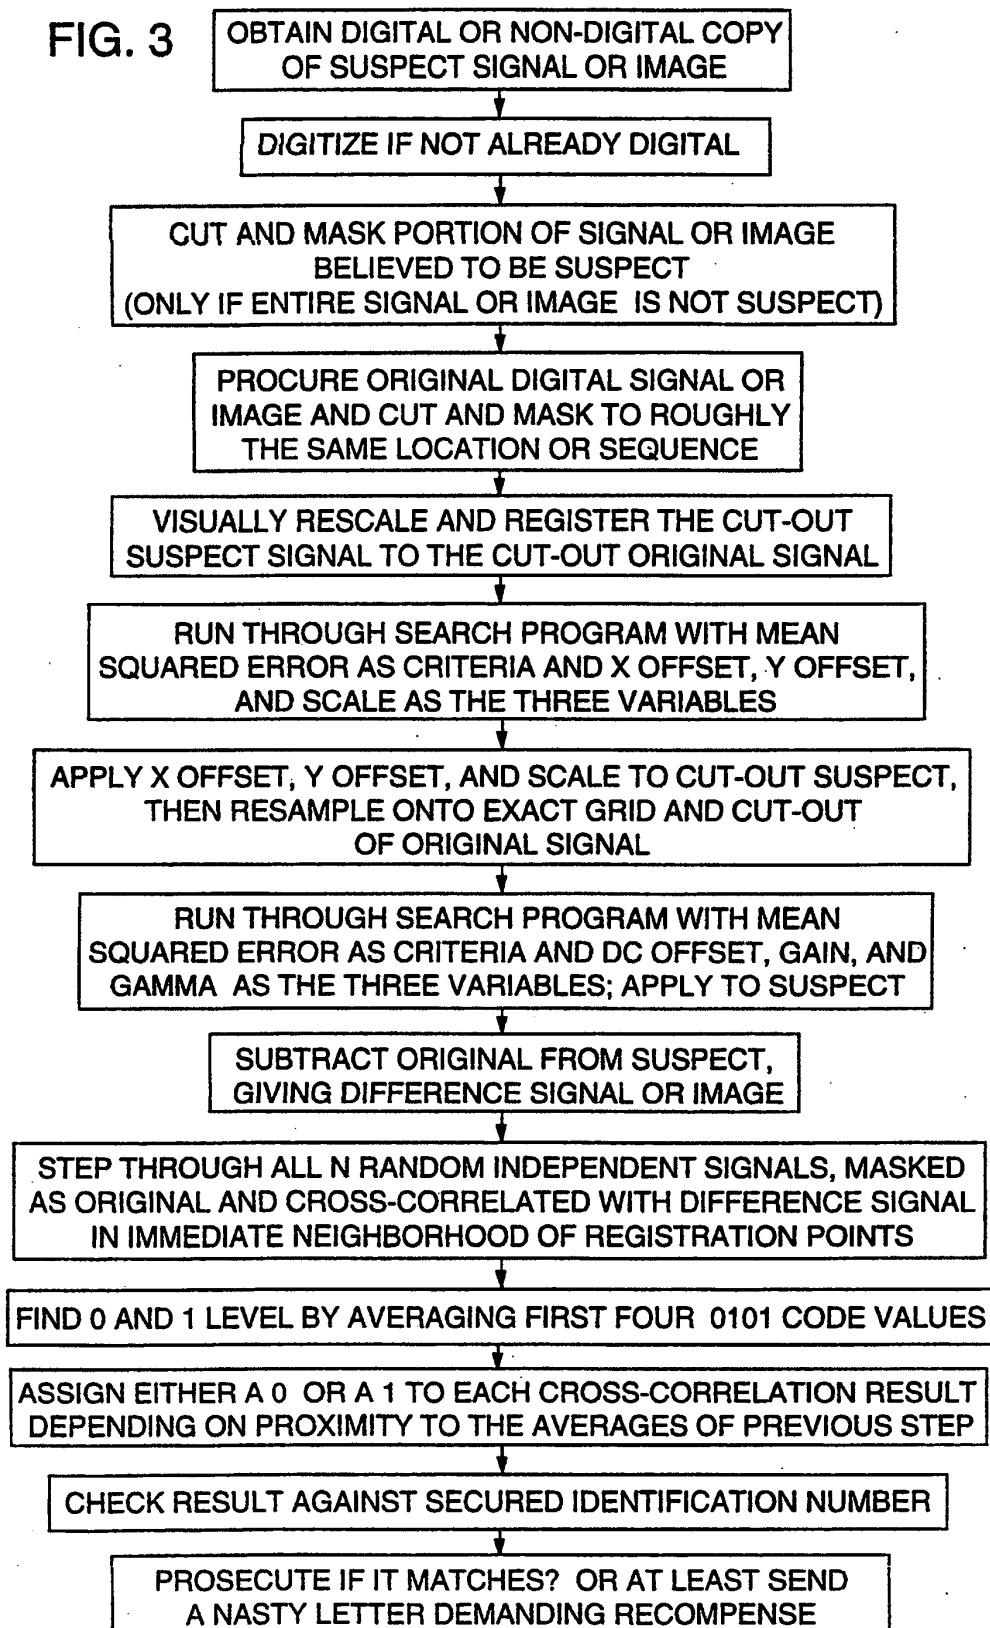 FIG. 3
OBTAIN DIGITAL OR NON-DIGITAL COPY
OF SUSPECT SIGNAL OR IMAGE
DIGITIZE IF NOT ALREADY DIGITAL
CUT AND MASK PORTION OF SIGNAL OR IMAGE
BELIEVED TO BE SUSPECT
(ONLY IF ENTIRE SIGNAL OR IMAGE IS NOT SUSPECT)
PROCURE ORIGINAL DIGITAL SIGNAL OR
IMAGE AND CUT AND MASK TO ROUGHLY
THE SAME LOCATION OR SEQUENCE
VISUALLY RESCALE AND REGISTER THE CUT-OUT
SUSPECT SIGNAL TO THE CUT-OUT ORIGINAL SIGNAL
RUN THROUGH SEARCH PROGRAM WITH MEAN
SQUARED ERROR AS CRITERIA AND X OFFSET, Y OFFSET,
AND SCALE AS THE THREE VARIABLES
APPLY X OFFSET, Y OFFSET, AND SCALE TO CUT-OUT SUSPECT,
THEN RESAMPLE ONTO EXACT GRID AND CUT-OUT
OF ORIGINAL SIGNAL
RUN THROUGH SEARCH PROGRAM WITH MEAN
SQUARED ERROR AS CRITERIA AND DC OFFSET, GAIN, AND
GAMMA AS THE THREE VARIABLES; APPLY TO SUSPECT
SUBTRACT ORIGINAL FROM SUSPECT,
GIVING DIFFERENCE SIGNAL OR IMAGE
STEP THROUGH ALL N RANDOM INDEPENDENT SIGNALS, MASKED
AS ORIGINAL AND CROSS-CORRELATED WITH DIFFERENCE SIGNAL
IN IMMEDIATE NEIGHBORHOOD OF REGISTRATION POINTS
FIND 0 AND 1 LEVEL BY AVERAGING FIRST FOUR 0101 CODE VALUES
ASSIGN EITHER A 0 OR A 1 TO EACH CROSS-CORRELATION RESULT
DEPENDING ON PROXIMITY TO THE AVERAGES OF PREVIOUS STEP
CHECK RESULT AGAINST SECURED IDENTIFICATION NUMBER
PROSECUTE IF IT MATCHES? OR AT LEAST SEND
A NASTY LETTER DEMANDING RECOMPENSE